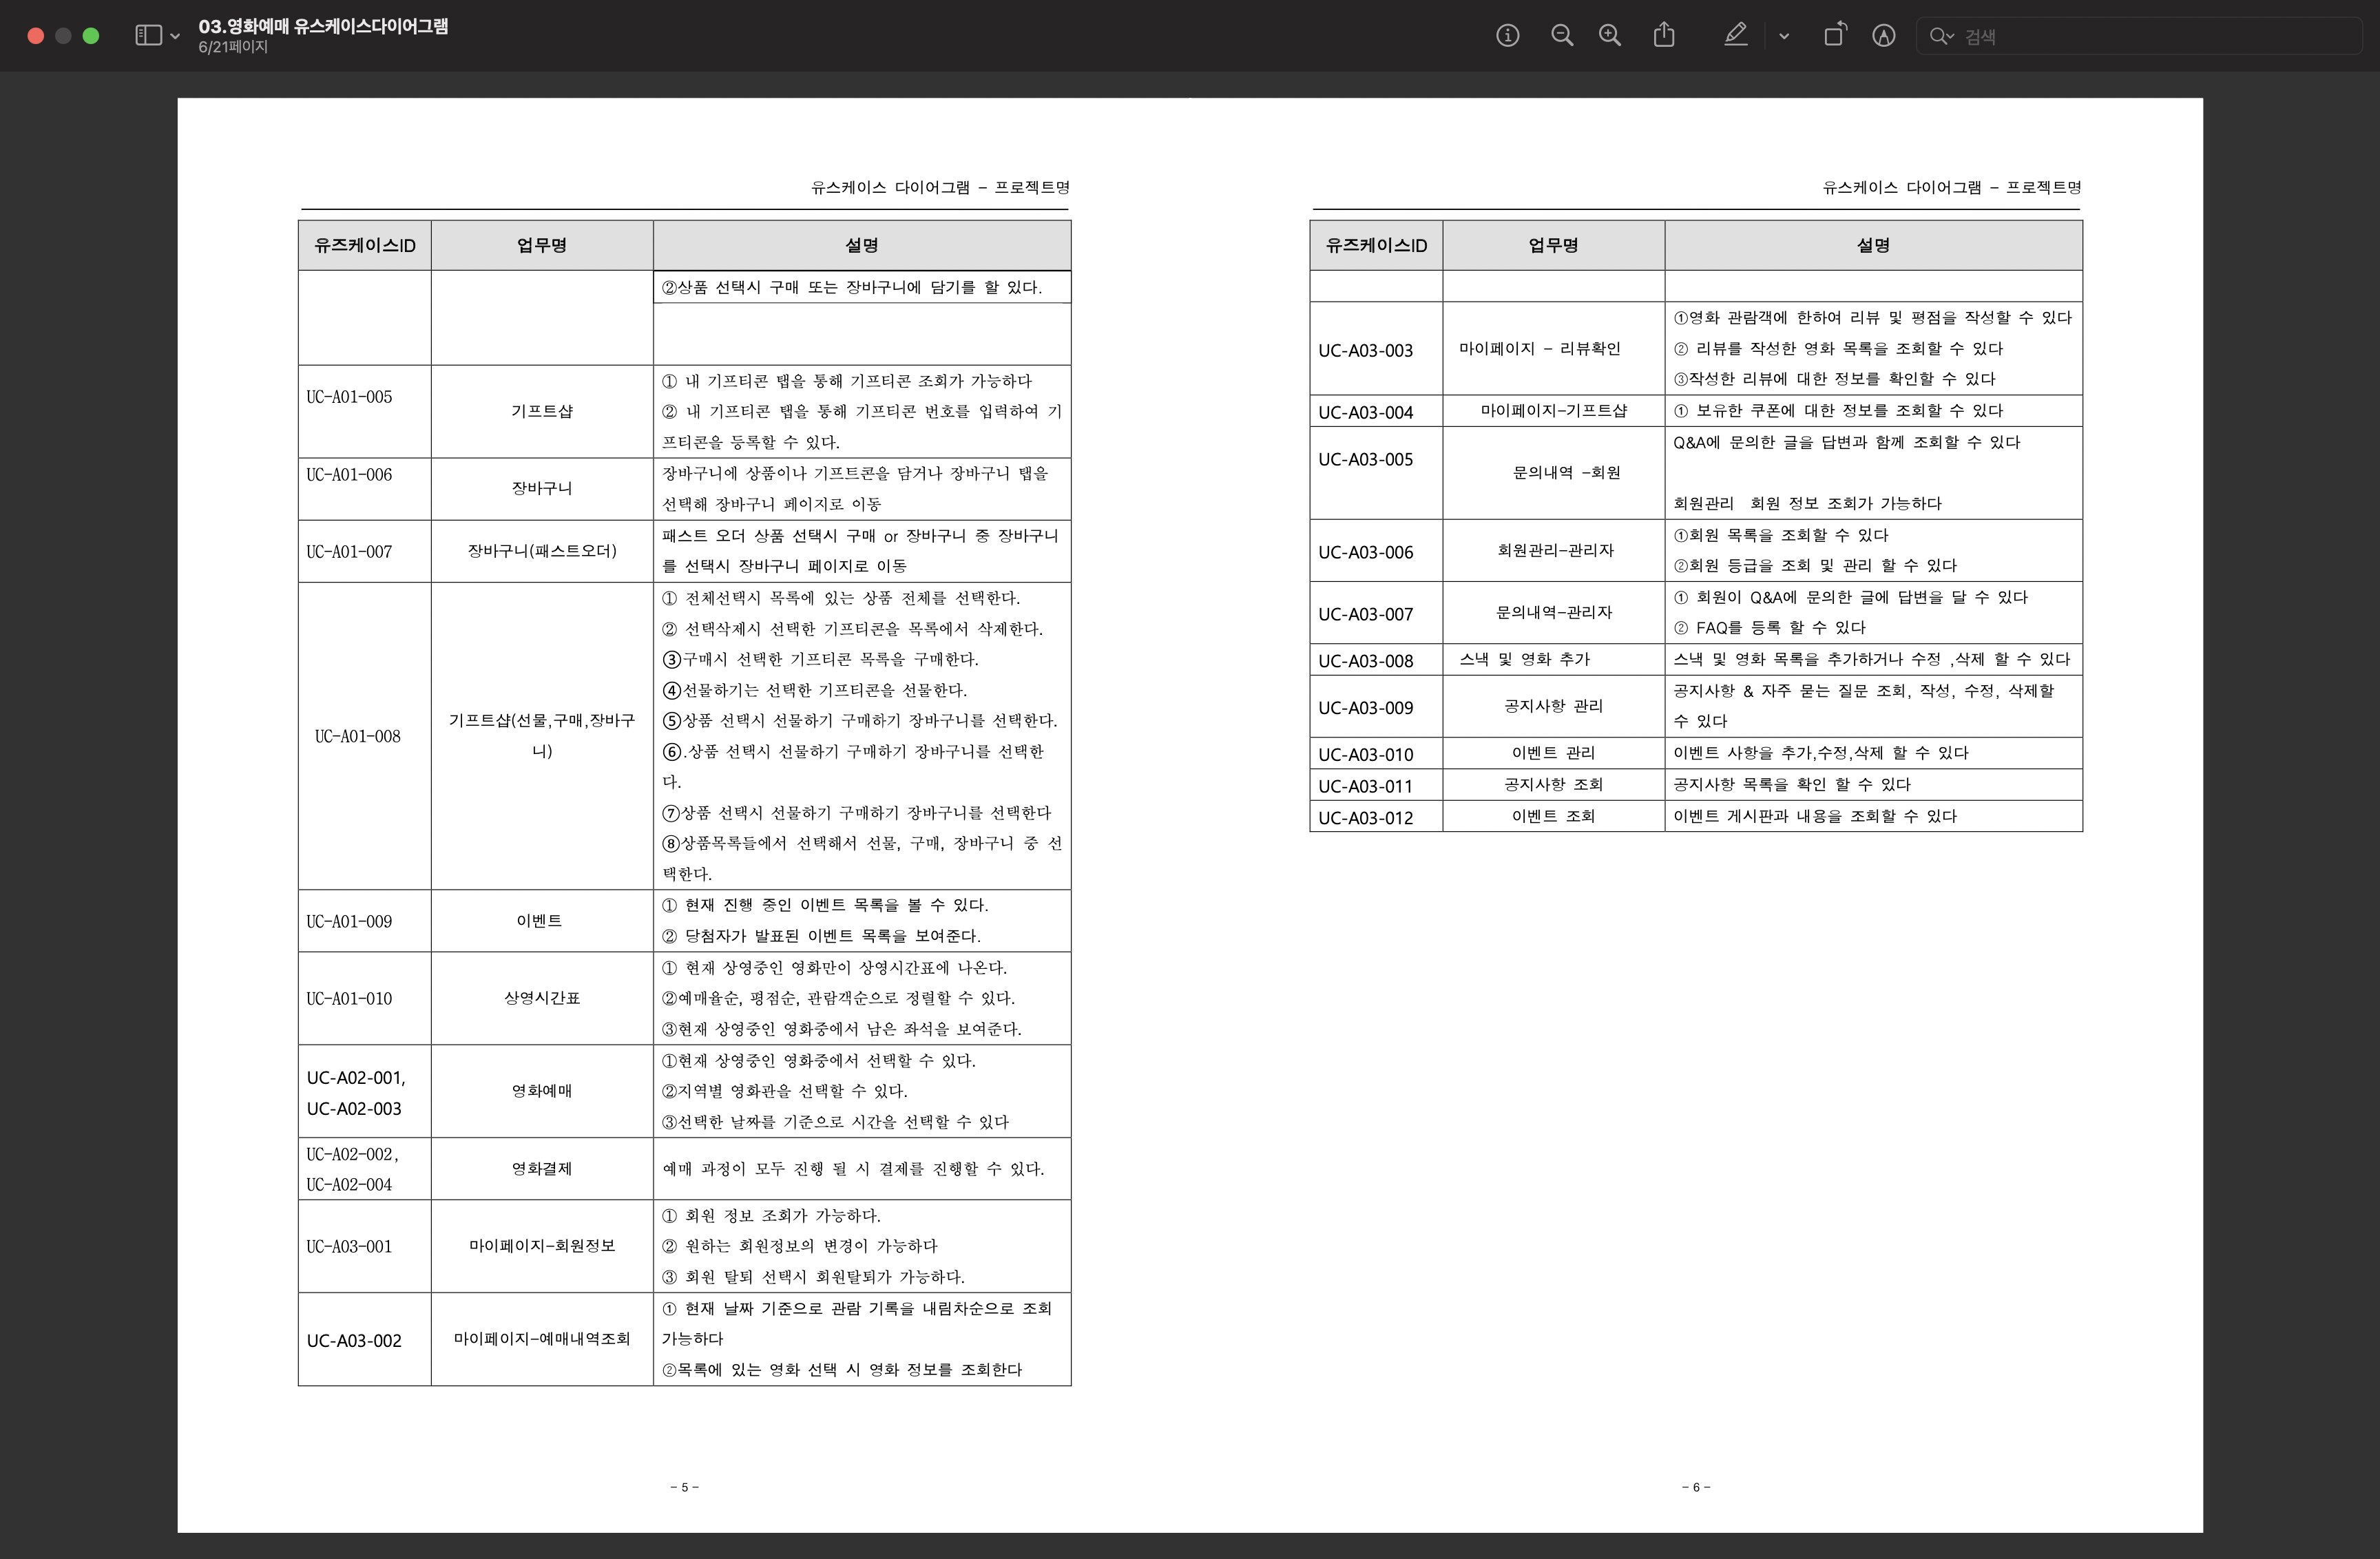 03.영화예매 유스케이스다이어그램
6/21페이지
검색
유스케이스 다이어그램 – 프로젝트명
유즈케이스ID 업무명 설명
②상품 선택시 구매 또는 장바구니에 담기를 할 있다.
UC-A01-005
기프트샵
① 내 기프티콘 탭을 통해 기프티콘 조회가 가능하다
② 내 기프티콘 탭을 통해 기프티콘 번호를 입력하여 기
프티콘을 등록할 수 있다.
UC-A01-006
장바구니
장바구니에 상품이나 기프트콘을 담거나 장바구니 탭을
선택해 장바구니 페이지로 이동
UC-A01-007
장바구니(패스트오더)
패스트 오더 상품 선택시 구매 or 장바구니 중 장바구니
를 선택시 장바구니 페이지로 이동
UC-A01-008
기프트샵(선물,구매,장바구
니)
① 전체선택시 목록에 있는 상품 전체를 선택한다.
② 선택삭제시 선택한 기프티콘을 목록에서 삭제한다.
③구매시 선택한 기프티콘 목록을 구매한다.
④선물하기는 선택한 기프티콘을 선물한다.
⑤상품 선택시 선물하기 구매하기 장바구니를 선택한다.
⑥.상품 선택시 선물하기 구매하기 장바구니를 선택한
다.
⑦상품 선택시 선물하기 구매하기 장바구니를 선택한다
⑧상품목록들에서 선택해서 선물, 구매, 장바구니 중 선
택한다.
UC-A01-009
이벤트
① 현재 진행 중인 이벤트 목록을 볼 수 있다.
② 당첨자가 발표된 이벤트 목록을 보여준다.
UC-A01-010
상영시간표
① 현재 상영중인 영화만이 상영시간표에 나온다.
②예매율순, 평점순, 관람객순으로 정렬할 수 있다.
③현재 상영중인 영화중에서 남은 좌석을 보여준다.
UC-A02-001,
UC-A02-003
영화예매
①현재 상영중인 영화중에서 선택할 수 있다.
②지역별 영화관을 선택할 수 있다.
③선택한 날짜를 기준으로 시간을 선택할 수 있다
UC-A02-002,
UC-A02-004
영화결제
예매 과정이 모두 진행 될 시 결제를 진행할 수 있다.
UC-A03-001
마이페이지-회원정보
① 회원 정보 조회가 가능하다.
② 원하는 회원정보의 변경이 가능하다
③ 회원 탈퇴 선택시 회원탈퇴가 가능하다.
UC-A03-002
마이페이지-예매내역조회
① 현재 날짜 기준으로 관람 기록을 내림차순으로 조회
가능하다
②목록에 있는 영화 선택 시 영화 정보를 조회한다
- 5 -
유스케이스 다이어그램 – 프로젝트명
유즈케이스ID 업무명 설명
UC-A03-003
마이페이지 - 리뷰확인
①영화 관람객에 한하여 리뷰 및 평점을 작성할 수 있다
② 리뷰를 작성한 영화 목록을 조회할 수 있다
③작성한 리뷰에 대한 정보를 확인할 수 있다
UC-A03-004 마이페이지-기프트샵 ① 보유한 쿠폰에 대한 정보를 조회할 수 있다
UC-A03-005
문의내역 -회원
Q&A에 문의한 글을 답변과 함께 조회할 수 있다
회원관리 회원 정보 조회가 가능하다
UC-A03-006
회원관리-관리자
①회원 목록을 조회할 수 있다
②회원 등급을 조회 및 관리 할 수 있다
UC-A03-007
문의내역-관리자
① 회원이 Q&A에 문의한 글에 답변을 달 수 있다
② FAQ를 등록 할 수 있다
UC-A03-008 스낵 및 영화 추가 스낵 및 영화 목록을 추가하거나 수정 ,삭제 할 수 있다
UC-A03-009
공지사항 관리
공지사항 & 자주 묻는 질문 조회, 작성, 수정, 삭제할
수 있다
UC-A03-010 이벤트 관리 이벤트 사항을 추가,수정,삭제 할 수 있다
UC-A03-011 공지사항 조회 공지사항 목록을 확인 할 수 있다
UC-A03-012 이벤트 조회 이벤트 게시판과 내용을 조회할 수 있다
- 6 -